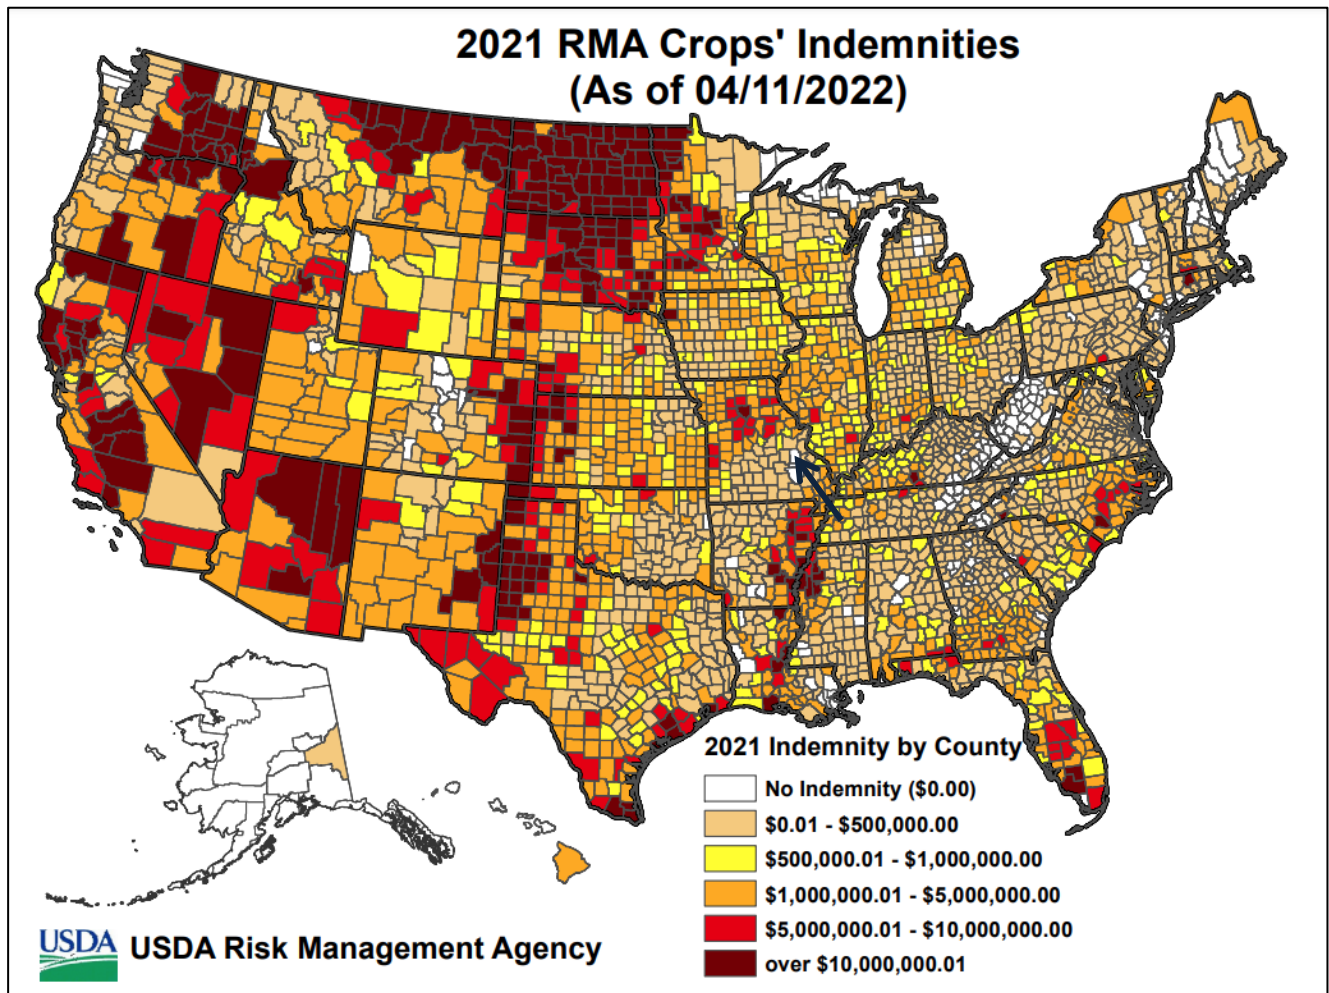 2021 RMA Crops' Indemnities
(As of 04/11/2022)
2021 Indemnity by County
No Indemnity ($0.00)
$0.01 - $500,000.00
$500,000.01 - $1,000,000.00
$1,000,000.01 - $5,000,000.00
$5,000,000.01 - $10,000,000.00
over $10,000,000.01
USDA
USDA Risk Management Agency